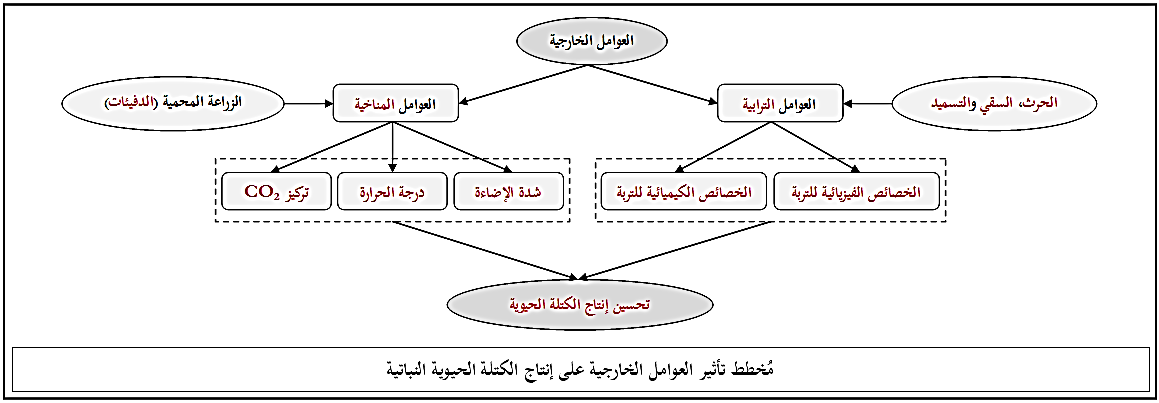 العوامل الخارجية
الحرث، السقي والتسميد
العوامل الترابية
العوامل المناخية
الزراعة المحمية (الدفيئات)
الخصائص الفيزيائية للتربة
الخصائص الكيميائية للتربة
شدة الإضاءة
درجة الحرارة
تركيز CO₂
تحسين إنتاج الكتلة الحيوية
مُخطط تأثير العوامل الخارجية على إنتاج الكتلة الحيوية النباتية